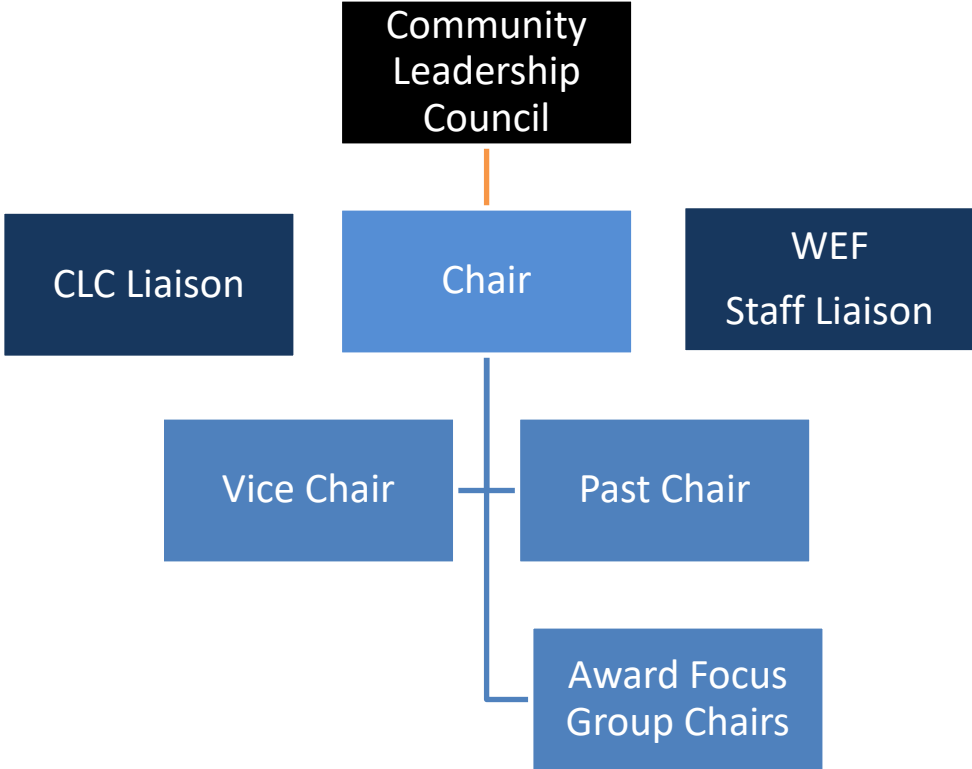 Community
Leadership
Council
CLC Liaison
Chair
WEF
Staff Liaison
Vice Chair
Past Chair
Award Focus
Group Chairs